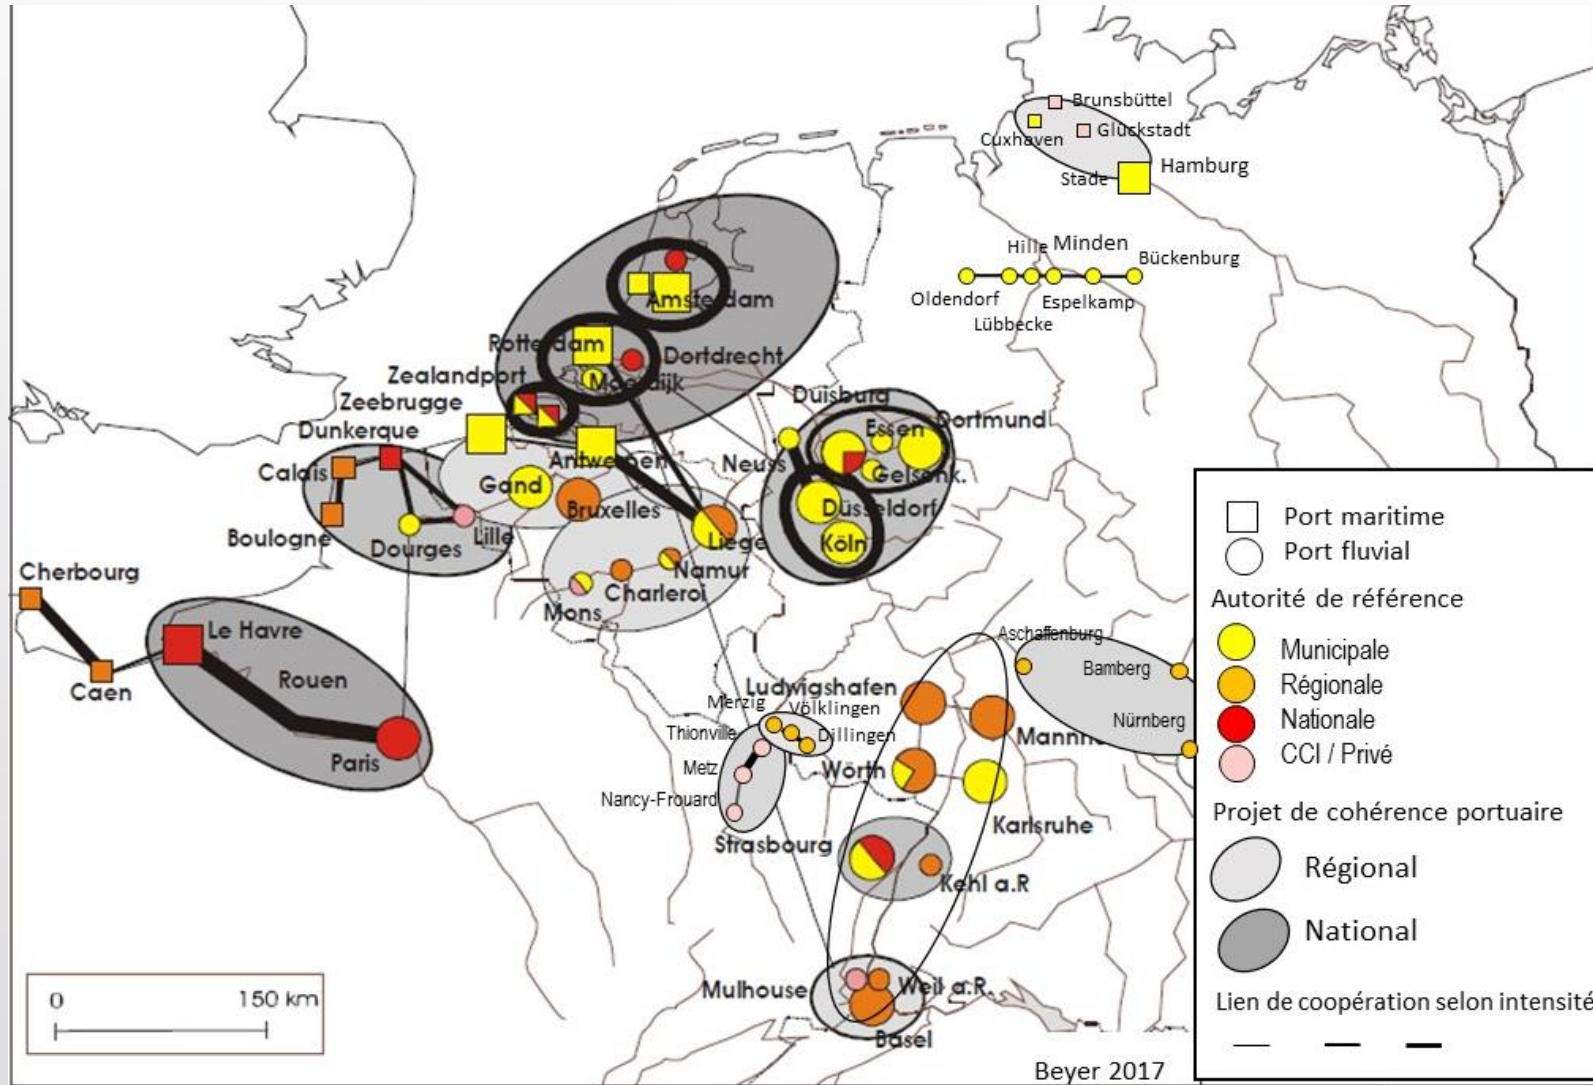 Brunsbüttel
Cuxhaven
Glückstadt
Stade
Hamburg
Hille
Minden
Bückenburg
Oldendorf
Espelkamp
Lübbecke
Amsterdam
Rotterdam
Dortdrecht
Moerdijk
Zealandport
Zeebrugge
Dunkerque
Calais
Boulogne
Dourges
Lille
Gand
Antwerpen
Bruxelles
Liege
Namur
Charleroi
Mons
Duisburg
Essen
Dortmund
Neuss
Gelsenk.
Düsseldorf
Köln
Cherbourg
Caen
Le Havre
Rouen
Paris
Aschaffenburg
Bamberg
Nürnberg
Ludwigshafen
Merzig
Völklingen
Thionville
Dillingen
Metz
Nancy-Frouard
Wörth
Karlsruhe
Strasbourg
Kehl a.R
Mulhouse
Weil a.R.
Basel
0 150 km
Beyer 2017
Port maritime
Port fluvial
Autorité de référence
Municipale
Régionale
Nationale
CCI / Privé
Projet de cohérence portuaire
Régional
National
Lien de coopération selon intensité